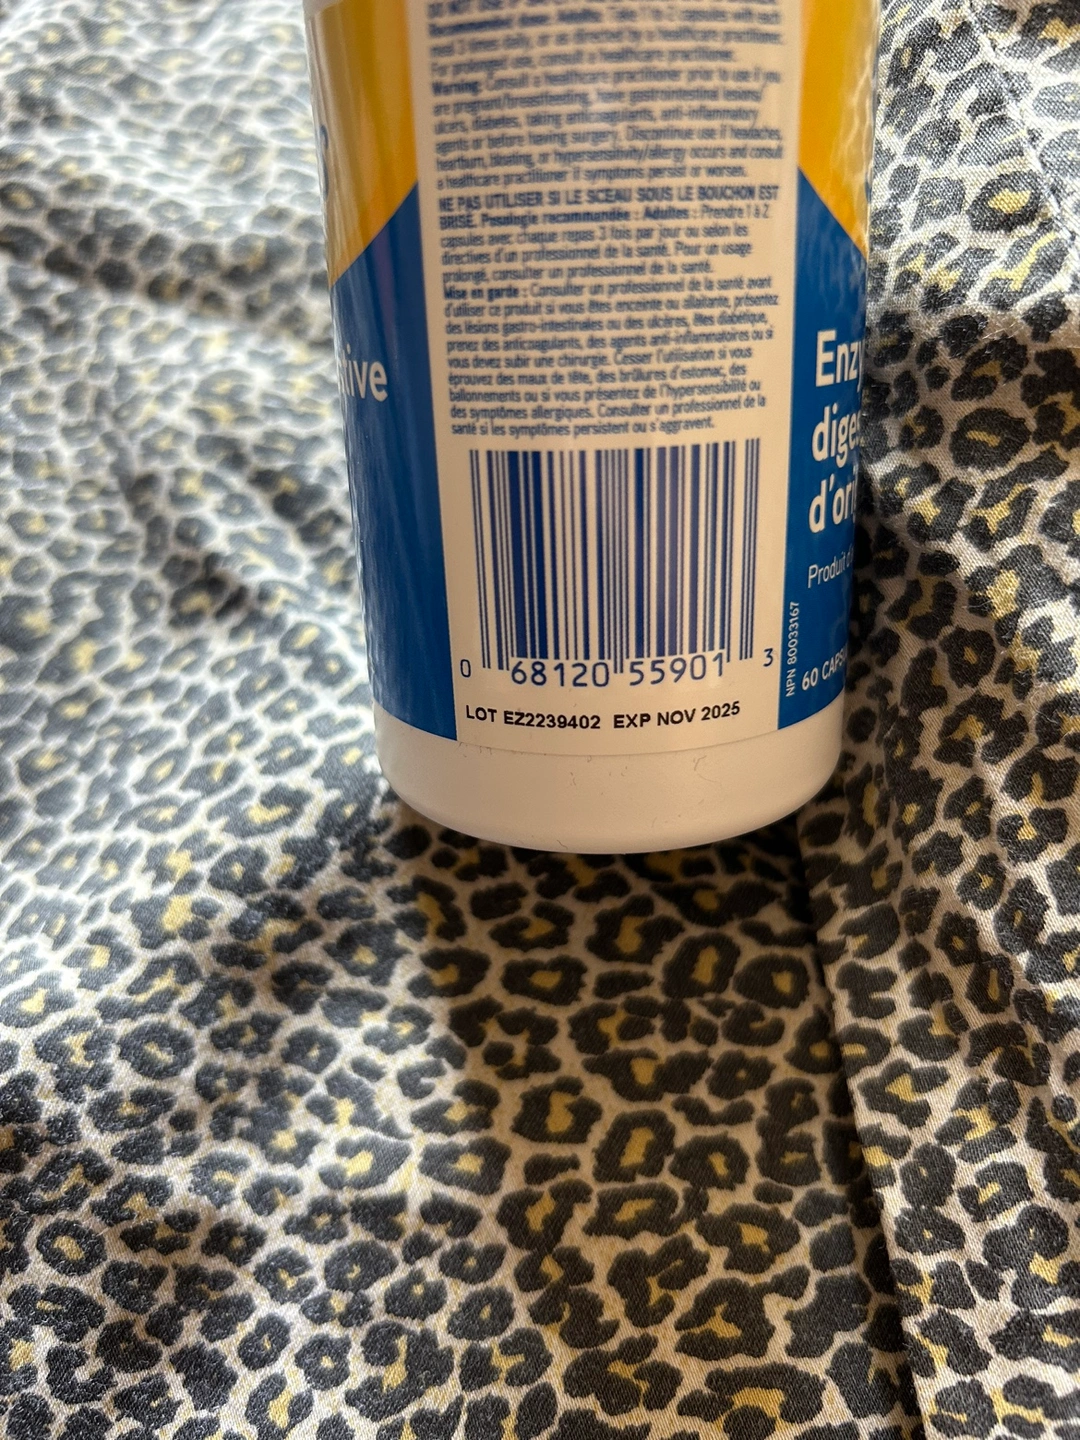 Recommended dose: Adults: Take 1 to 2 capsules with each
meal 3 times daily, or as directed by a healthcare practitioner.
For prolonged use, consult a healthcare practitioner.
Warning: Consult a healthcare practitioner prior to use if you
are pregnant/breastfeeding, have gastrointestinal lesions/
ulcers, diabetes, taking anticoagulants, anti-inflammatory
agents or before having surgery. Discontinue use if headaches,
heartburn, bloating, or hypersensitivity/allergy occurs and consult
a healthcare practitioner if symptoms persist or worsen.
NE PAS UTILISER SI LE SCEAU SOUS LE BOUCHON EST
BRISÉ. Posologie recommandée : Adultes : Prendre 1 à 2
capsules avec chaque repas 3 fois par jour ou selon les
directives d'un professionnel de la santé. Pour un usage
prolongé, consulter un professionnel de la santé.
Mise en garde : Consulter un professionnel de la santé avant
d'utiliser ce produit si vous êtes enceinte ou allaitante, présentez
des lésions gastro-intestinales ou des ulcères, êtes diabétique,
prenez des anticoagulants, des agents anti-inflammatoires ou si
vous devez subir une chirurgie. Cesser l'utilisation si vous
éprouvez des maux de tête, des brûlures d'estomac, des
ballonnements ou si vous présentez de l'hypersensibilité ou
des symptômes allergiques. Consulter un professionnel de la
santé si les symptômes persistent ou s'aggravent.
0 68120 55901 3
LOT EZ2239402 EXP NOV 2025
NPN 80033167
tive
Enzy
diges
d'ori
Produit d
60 CAPS